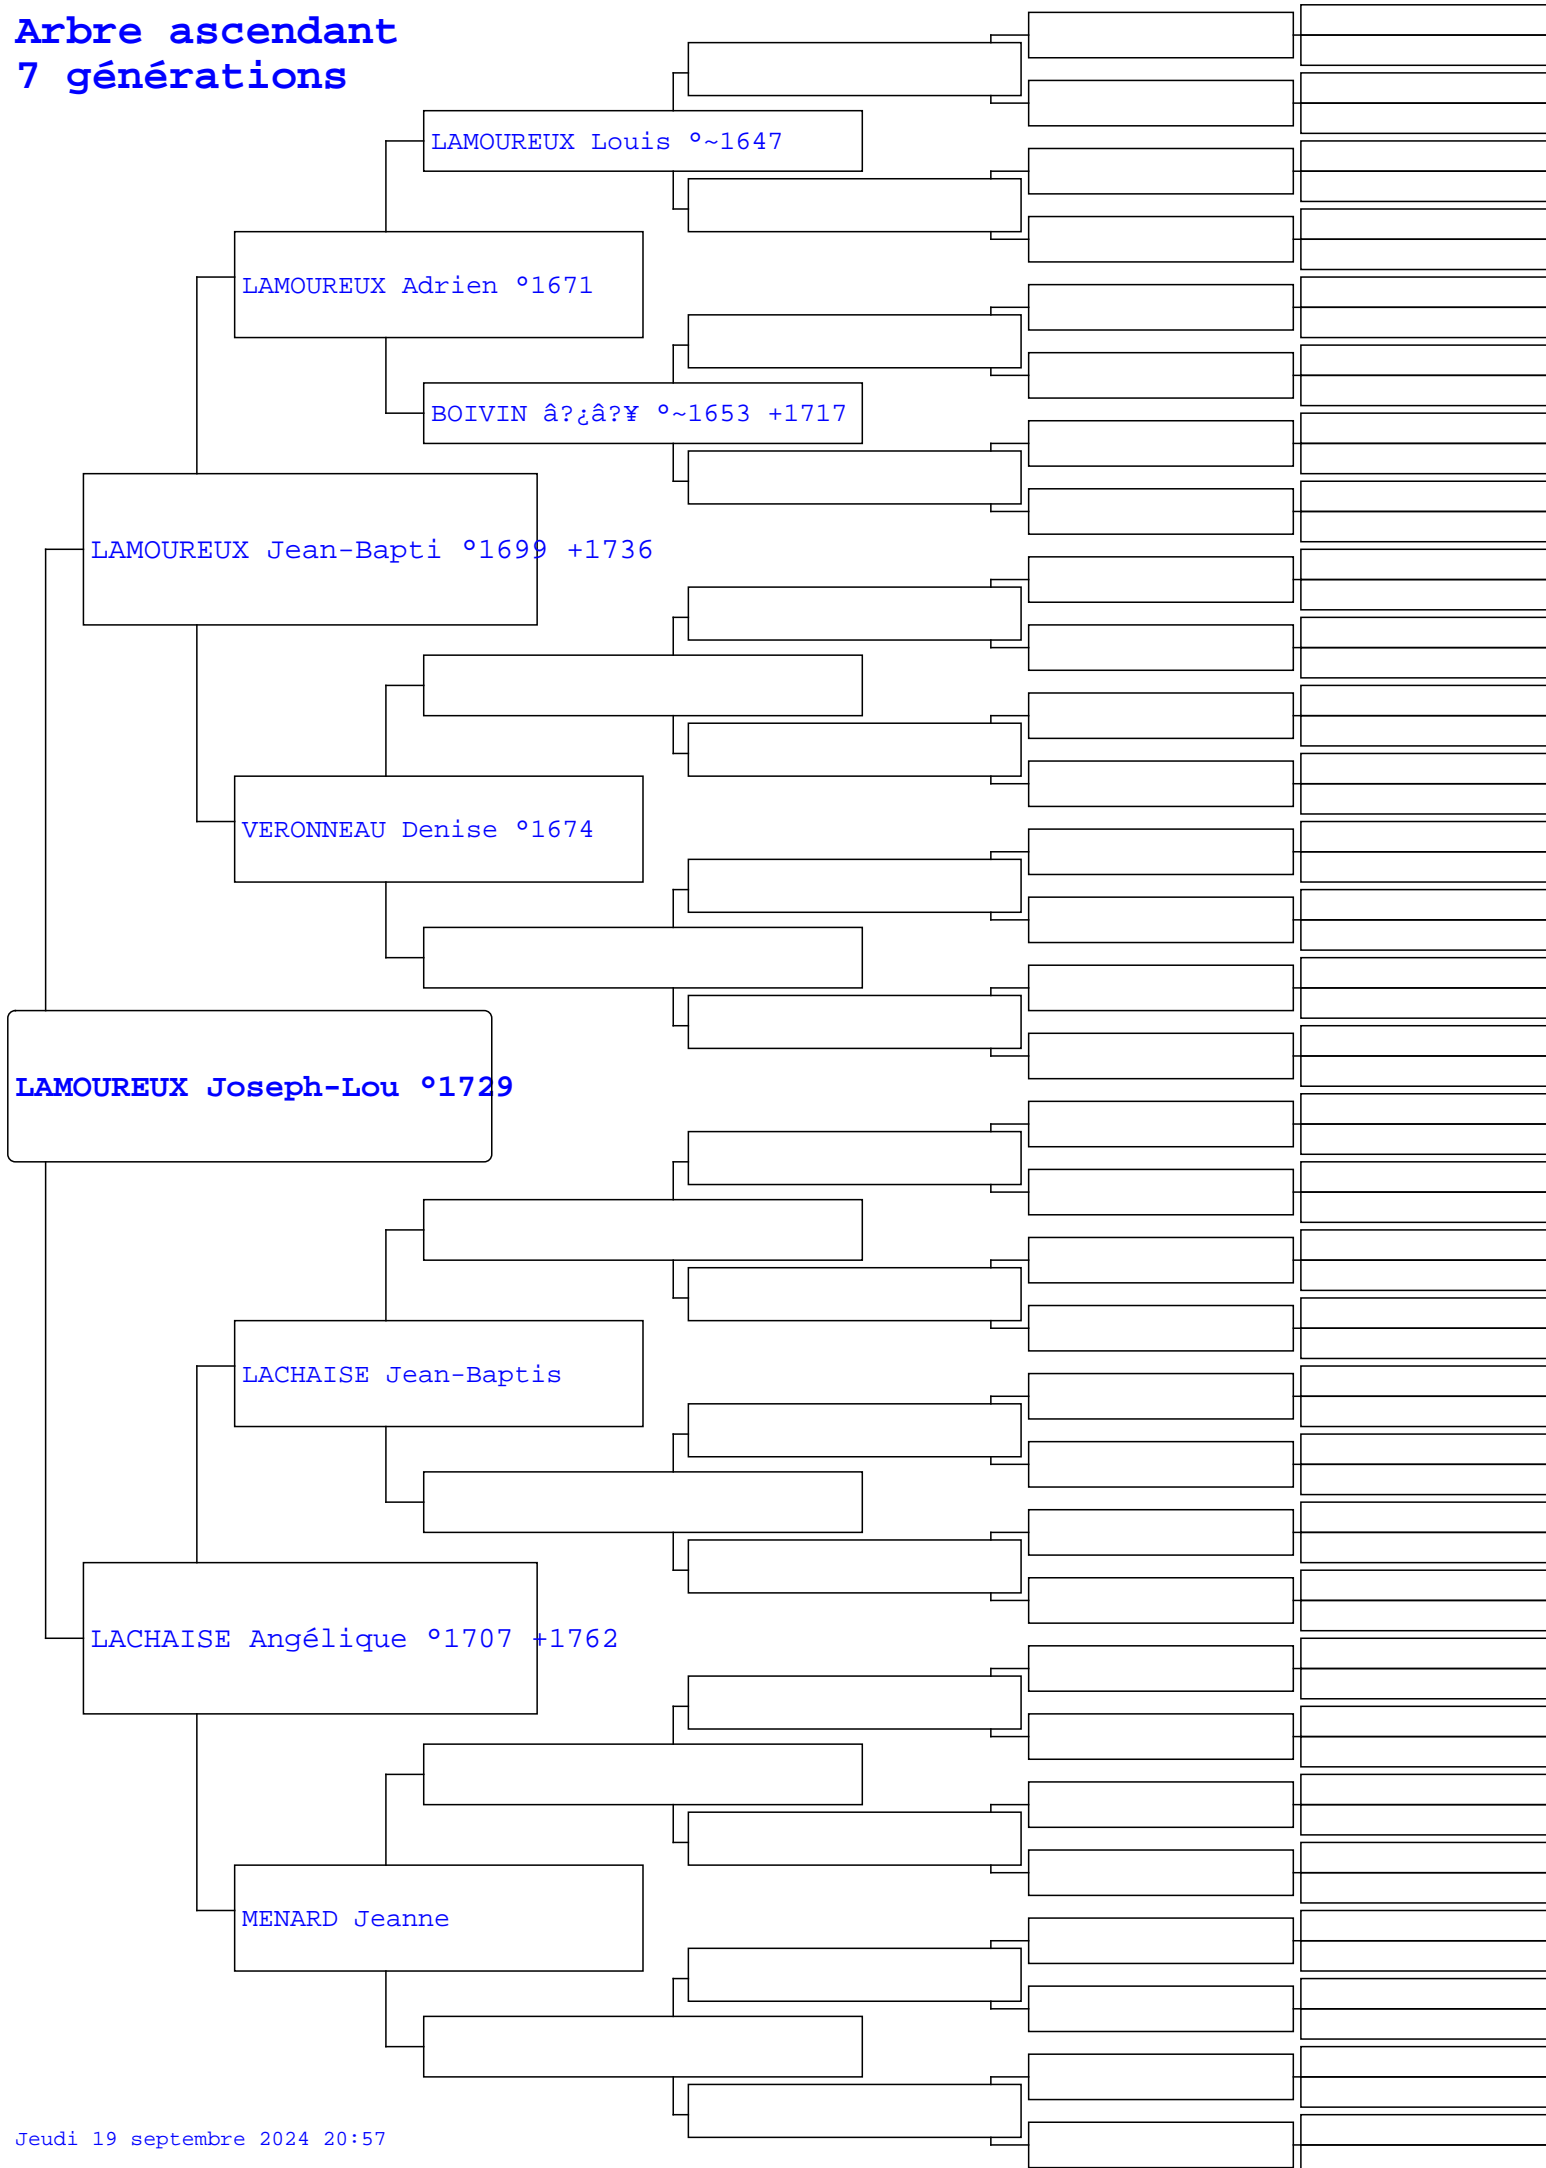 Arbre ascendant
7 générations
LAMOUREUX Louis °~1647
LAMOUREUX Adrien °1671
BOIVIN â?¿â?¥ °~1653 +1717
LAMOUREUX Jean-Bapti °1699 +1736
VERONNEAU Denise °1674
LAMOUREUX Joseph-Lou °1729
LACHAISE Jean-Baptis
LACHAISE Angélique °1707 +1762
MENARD Jeanne
Jeudi 19 septembre 2024 20:57